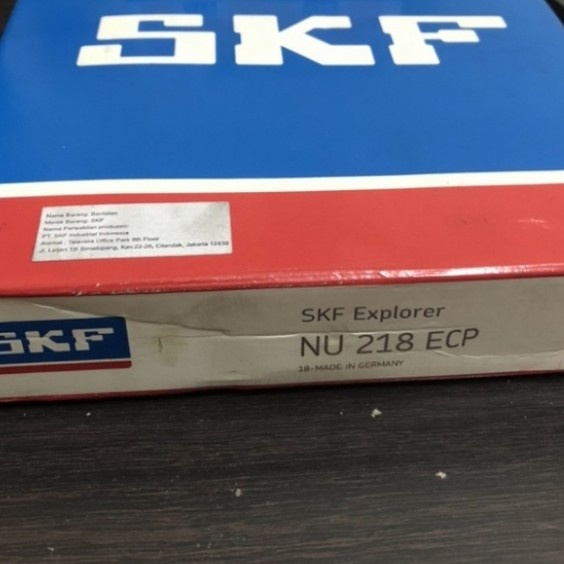 SKF
Nama Barang: Bantalan
Merek Barang: SKF
Nama Perwakilan produsen:
PT. SKF Industrial Indonesia
Alamat : Talavera Office Park 9th Floor
Jl. Letjen TB Simatupang, Kav 22-26, Cilandak, Jakarta 12430
SKF
SKF Explorer
NU 218 ECP
18-MADE IN GERMANY